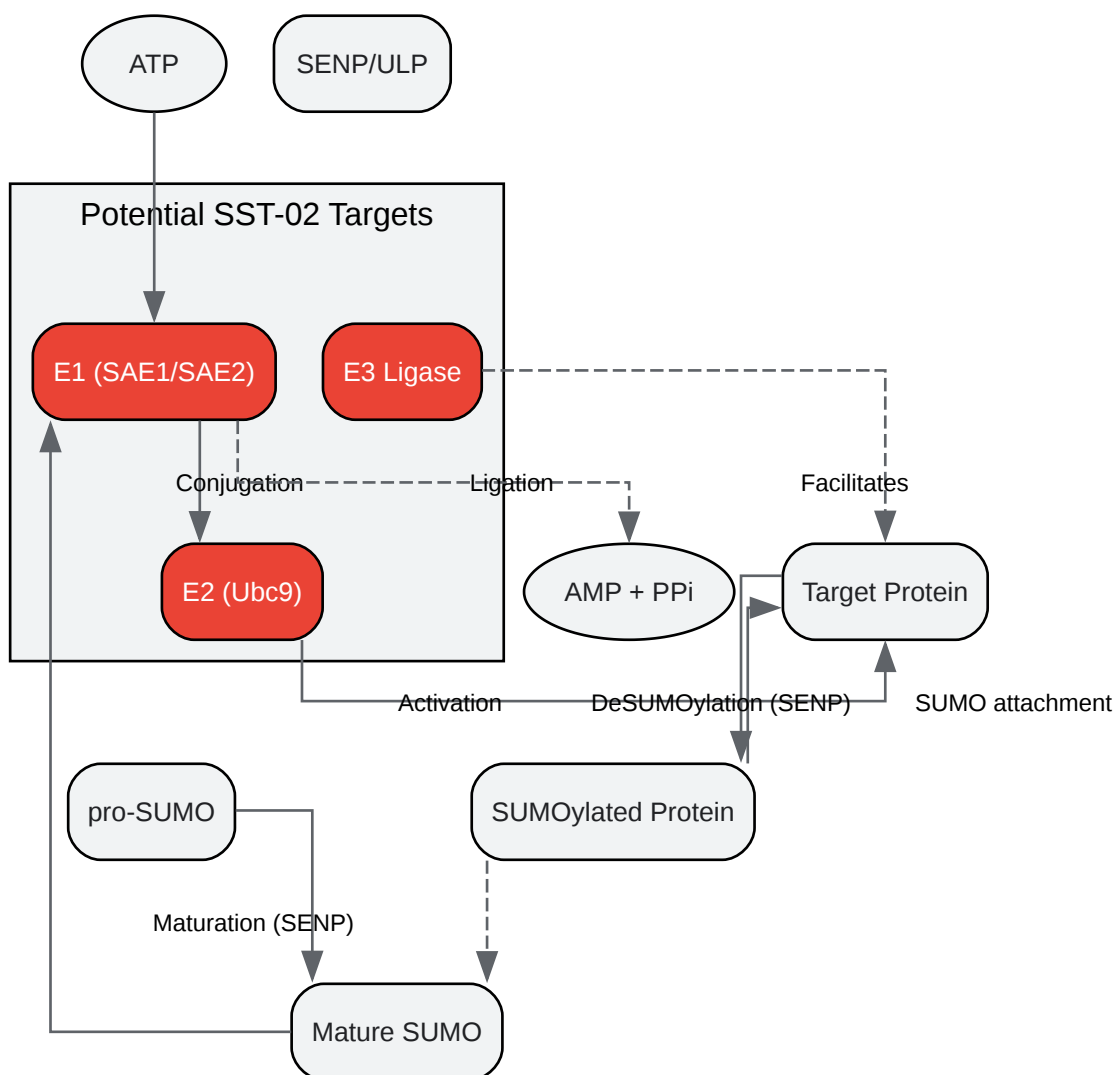 ATP
SENP/ULP
Potential SST-02 Targets
E1 (SAE1/SAE2)
E3 Ligase
Conjugation
Ligation
Facilitates
E2 (Ubc9)
AMP + PPi
Target Protein
Activation
DeSUMOylation (SENP)
SUMO attachment
pro-SUMO
SUMOylated Protein
Maturation (SENP)
Mature SUMO